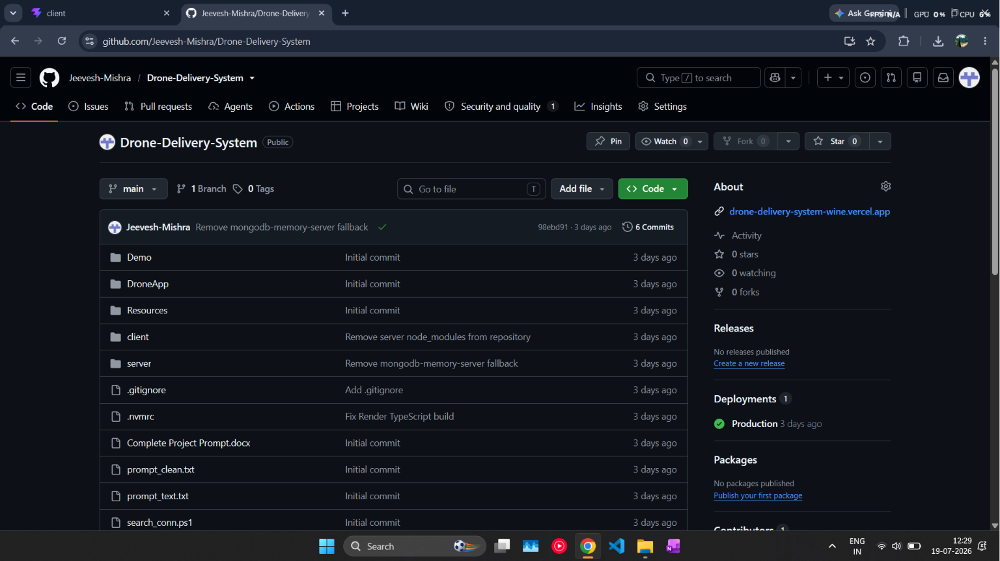 client
Jeevesh-Mishra/Drone-Delivery
Ask Gemini
N/A
GPU 0%
CPU 6%
github.com/Jeevesh-Mishra/Drone-Delivery-System
Jeevesh-Mishra / Drone-Delivery-System
Type / to search
Code
Issues
Pull requests
Agents
Actions
Projects
Wiki
Security and quality 1
Insights
Settings
Drone-Delivery-System Public
Pin
Watch 0
Fork 0
Star 0
main
1 Branch
0 Tags
Go to file T
Add file
Code
Jeevesh-Mishra Remove mongodb-memory-server fallback 98ebd91 · 3 days ago 6 Commits
Demo Initial commit 3 days ago
DroneApp Initial commit 3 days ago
Resources Initial commit 3 days ago
client Remove server node_modules from repository 3 days ago
server Remove mongodb-memory-server fallback 3 days ago
.gitignore Add .gitignore 3 days ago
.nvmrc Fix Render TypeScript build 3 days ago
Complete Project Prompt.docx Initial commit 3 days ago
prompt_clean.txt Initial commit 3 days ago
prompt_text.txt Initial commit 3 days ago
search_conn.ps1 Initial commit 3 days ago
About
drone-delivery-system-wine.vercel.app
Activity
0 stars
0 watching
0 forks
Releases
No releases published
Create a new release
Deployments 1
Production 3 days ago
Packages
No packages published
Publish your first package
Contributors 1
Search
ENG
IN
12:29
19-07-2026